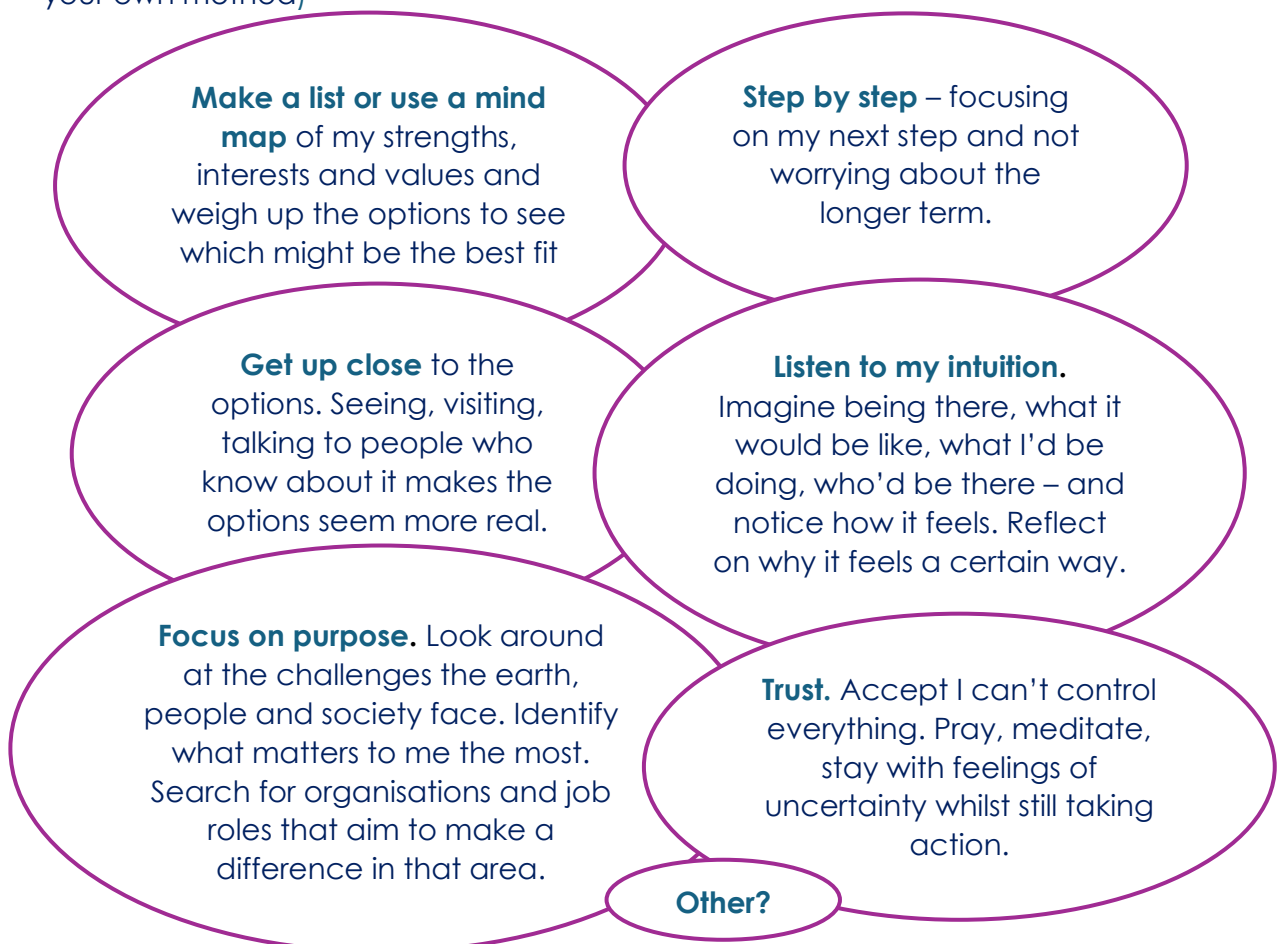 your own method)
Make a list or use a mind
map of my strengths,
interests and values and
weigh up the options to see
which might be the best fit
Step by step – focusing
on my next step and not
worrying about the
longer term.
Get up close to the
options. Seeing, visiting,
talking to people who
know about it makes the
options seem more real.
Listen to my intuition.
Imagine being there, what it
would be like, what I'd be
doing, who'd be there – and
notice how it feels. Reflect
on why it feels a certain way.
Focus on purpose. Look around
at the challenges the earth,
people and society face. Identify
what matters to me the most.
Search for organisations and job
roles that aim to make a
difference in that area.
Trust. Accept I can't control
everything. Pray, meditate,
stay with feelings of
uncertainty whilst still taking
action.
Other?